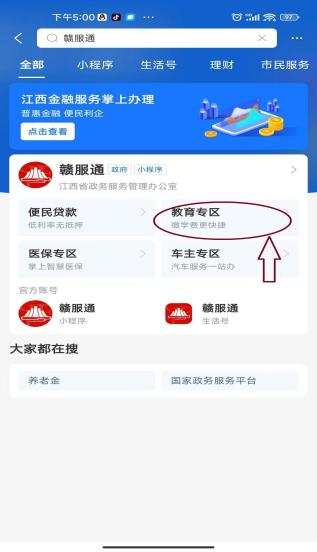 下午5:00
97
赣服通
全部 小程序 生活号 理财 市民服务
江西金融服务掌上办理
普惠金融 便民利企
点击查看
赣服通 政府 小程序
江西省政务服务管理办公室
便民贷款 教育专区
低利率无抵押 缴学费更快捷
医保专区 车主专区
掌上智慧医保 汽车服务一站办
官方账号
赣服通 赣服通
小程序 生活号
大家都在搜
养老金 国家政务服务平台